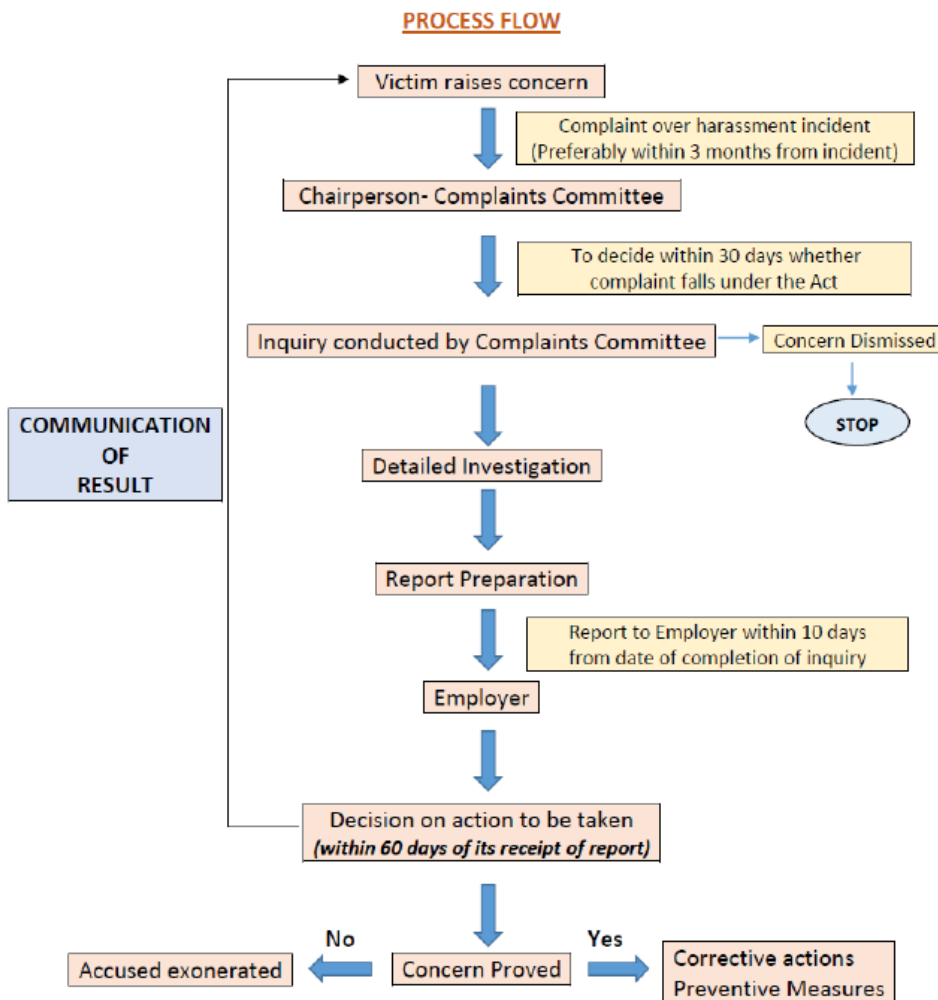 PROCESS FLOW
Victim raises concern
Complaint over harassment incident
(Preferably within 3 months from incident)
Chairperson- Complaints Committee
To decide within 30 days whether
complaint falls under the Act
Inquiry conducted by Complaints Committee
Concern Dismissed
STOP
COMMUNICATION
OF
RESULT
Detailed Investigation
Report Preparation
Report to Employer within 10 days
from date of completion of inquiry
Employer
Decision on action to be taken
(within 60 days of its receipt of report)
No
Yes
Accused exonerated
Concern Proved
Corrective actions
Preventive Measures